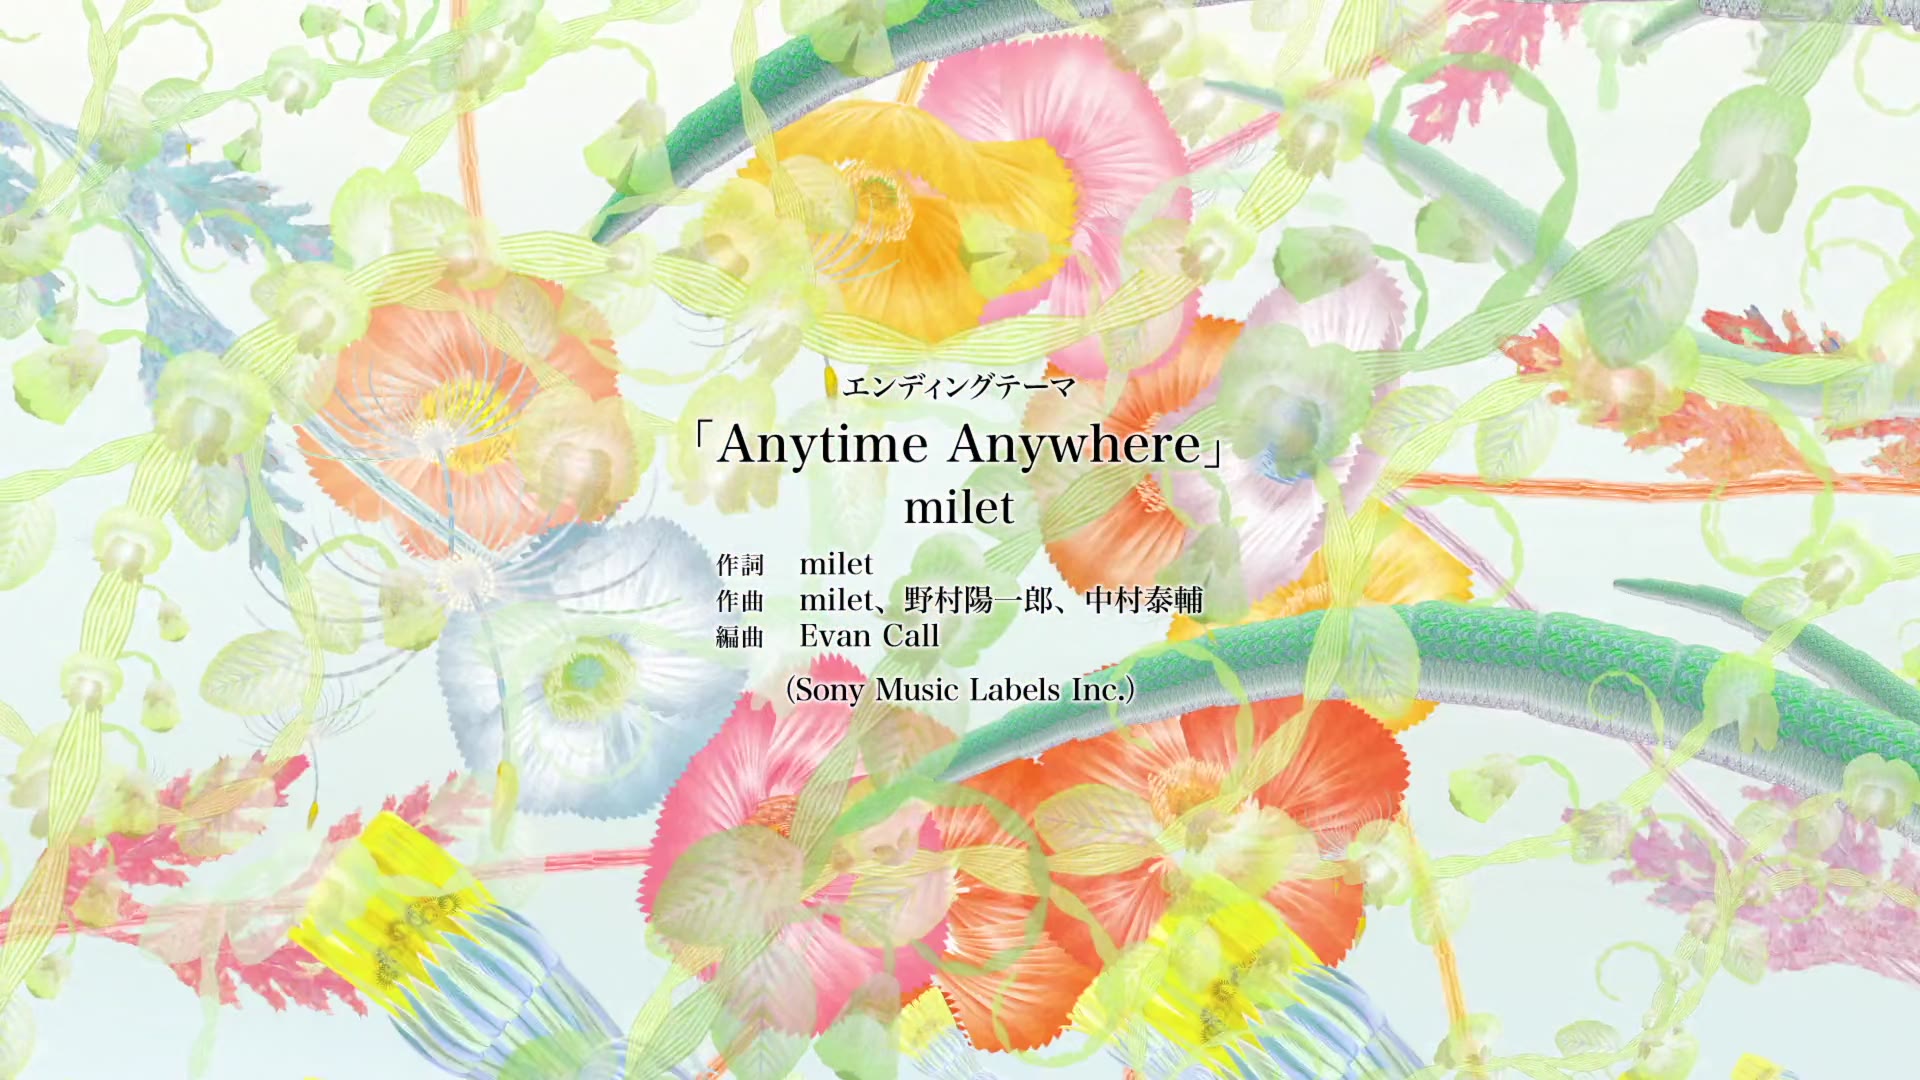 エンディングテーマ
「Anytime Anywhere」
milet
作詞 milet
作曲 milet、野村陽一郎、中村泰輔
編曲 Evan Call
(Sony Music Labels Inc.)